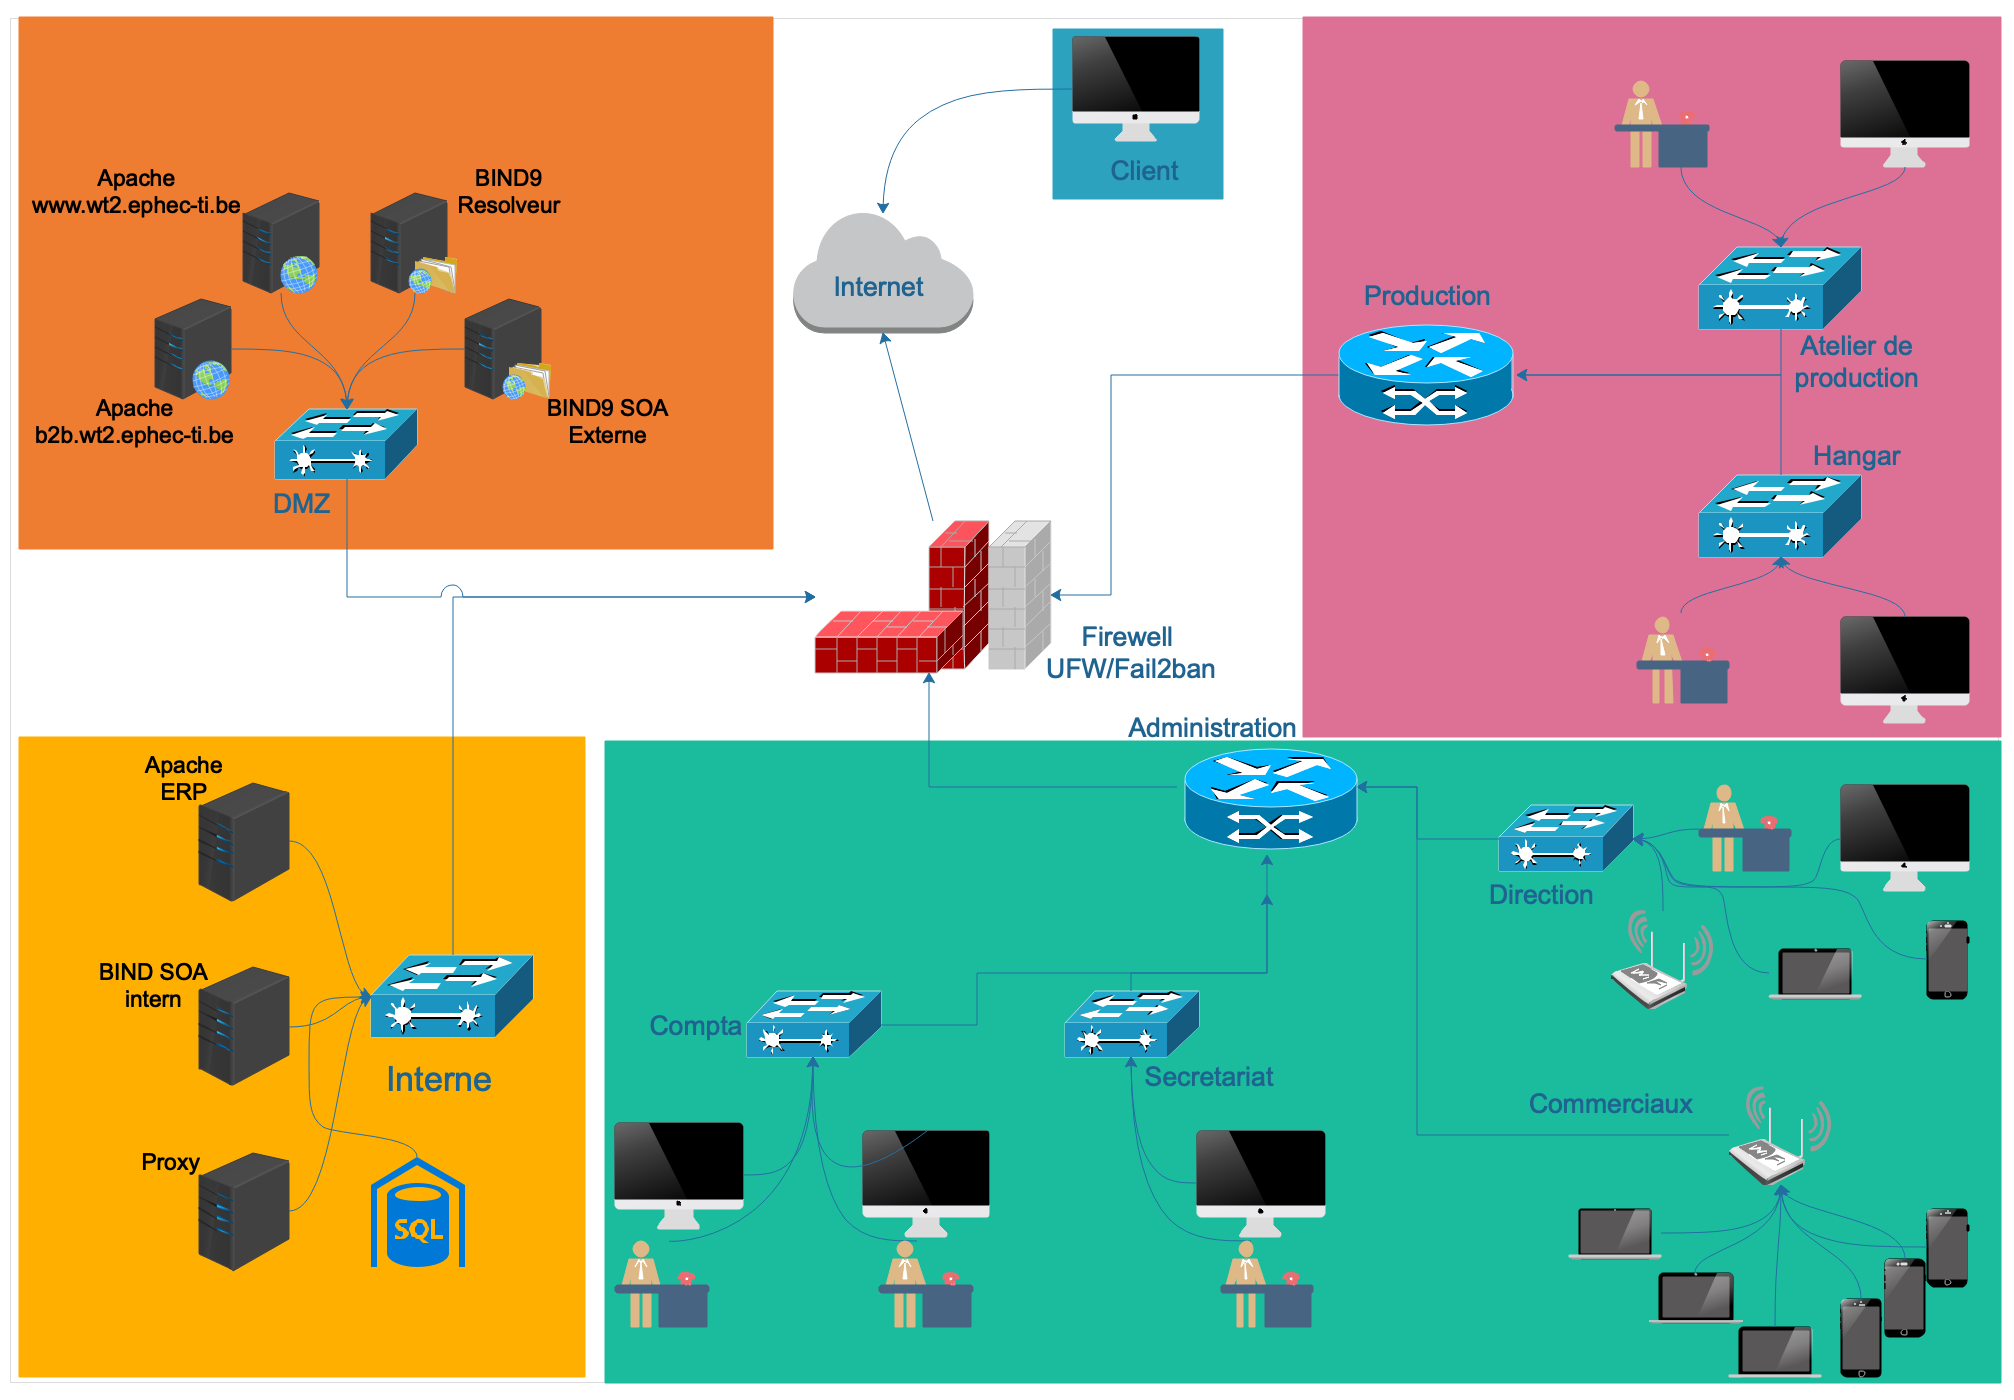 Apache
www.wt2.ephec-ti.be
BIND9
Resolveur
Apache
b2b.wt2.ephec-ti.be
BIND9 SOA
Externe
DMZ
Client
Internet
Production
Atelier de
production
Hangar
Firewell
UFW/Fail2ban
Administration
Apache
ERP
BIND SOA
intern
Interne
Proxy
SQL
Compta
Secretariat
Direction
WiFi
Commerciaux
WiFi